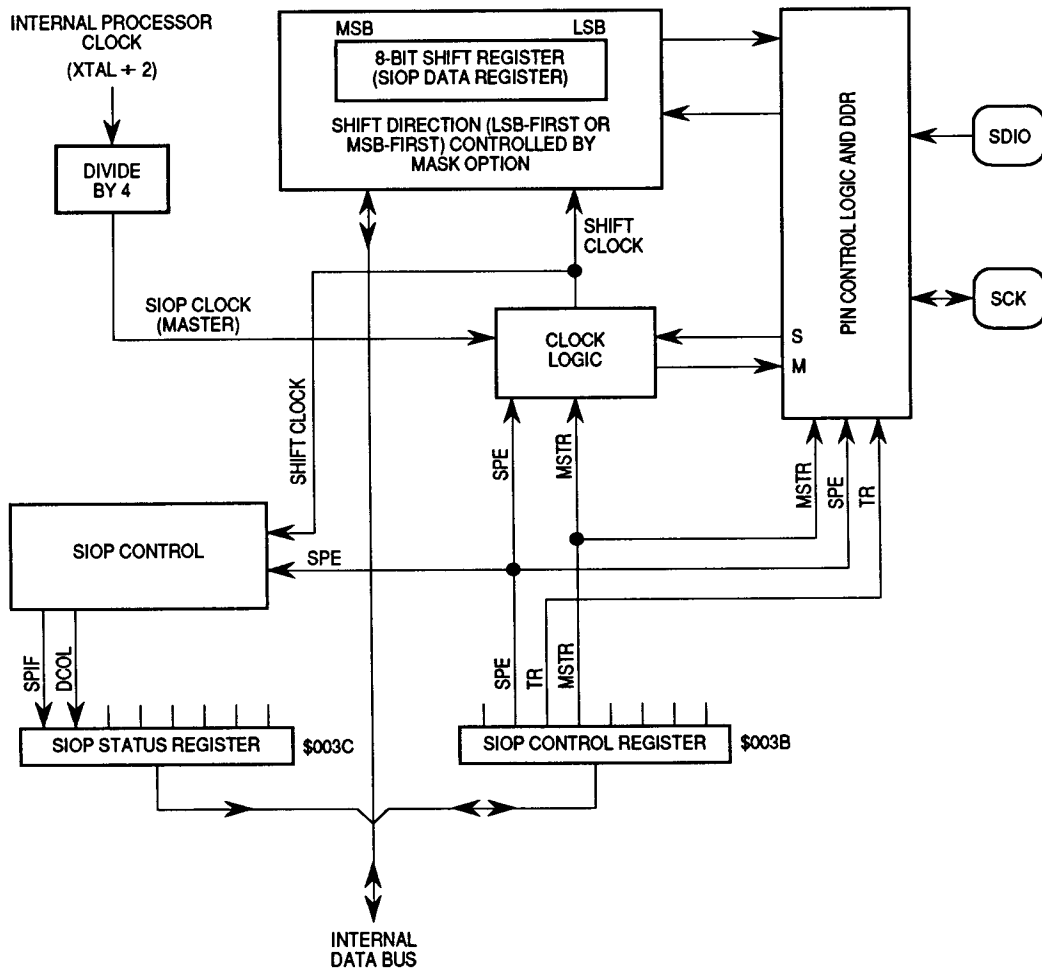 INTERNAL PROCESSOR
CLOCK
(XTAL ÷ 2)
DIVIDE
BY 4
MSB
LSB
8-BIT SHIFT REGISTER
(SIOP DATA REGISTER)
SHIFT DIRECTION (LSB-FIRST OR
MSB-FIRST) CONTROLLED BY
MASK OPTION
PIN CONTROL LOGIC AND DDR
SDIO
SCK
SHIFT
CLOCK
SIOP CLOCK
(MASTER)
CLOCK
LOGIC
S
M
SHIFT CLOCK
SPE
MSTR
MSTR
SPE
TR
SIOP CONTROL
SPE
SPIF
DCOL
SPE
TR
MSTR
SIOP STATUS REGISTER
$003C
SIOP CONTROL REGISTER
$003B
INTERNAL
DATA BUS